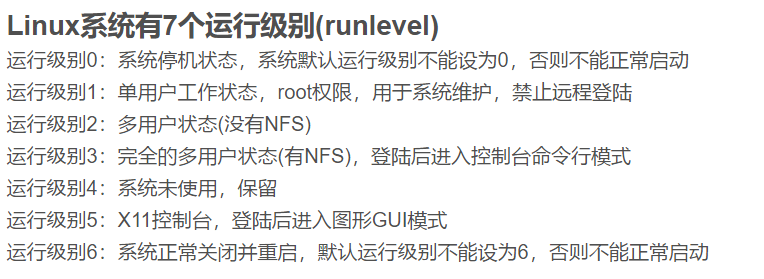 Linux系统有7个运行级别(runlevel)
运行级别0：系统停机状态，系统默认运行级别不能设为0，否则不能正常启动
运行级别1：单用户工作状态，root权限，用于系统维护，禁止远程登陆
运行级别2：多用户状态(没有NFS)
运行级别3：完全的多用户状态(有NFS)，登陆后进入控制台命令行模式
运行级别4：系统未使用，保留
运行级别5：X11控制台，登陆后进入图形GUI模式
运行级别6：系统正常关闭并重启，默认运行级别不能设为6，否则不能正常启动